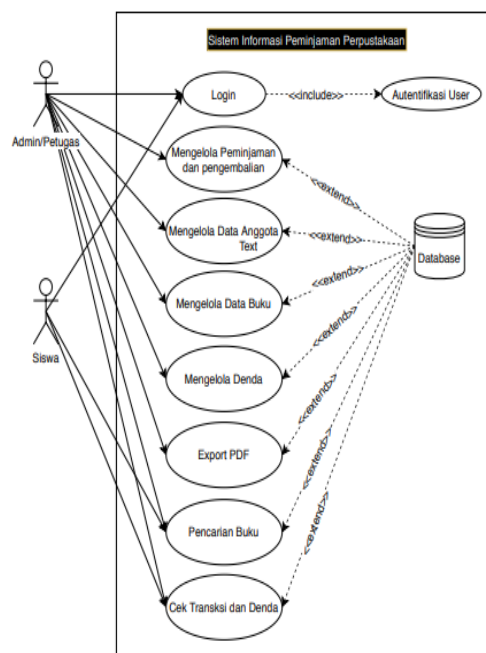 Sistem Informasi Peminjaman Perpustakaan
Login
<<include>>
Autentifikasi User
Admin/Petugas
Mengelola Peminjaman
dan pengembalian
<<extend>>
Mengelola Data Anggota
Text
<<extend>>
Database
Mengelola Data Buku
<<extend>>
Siswa
Mengelola Denda
<<extend>>
Export PDF
<<extend>>
Pencarian Buku
<<extend>>
Cek Transksi dan Denda
<<extend>>